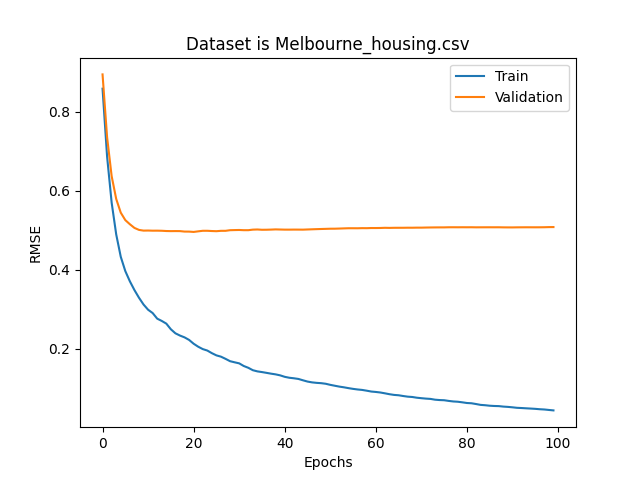 Dataset is Melbourne_housing.csv
Train
Validation
RMSE
0.8
0.6
0.4
0.2
0 20 40 60 80 100
Epochs